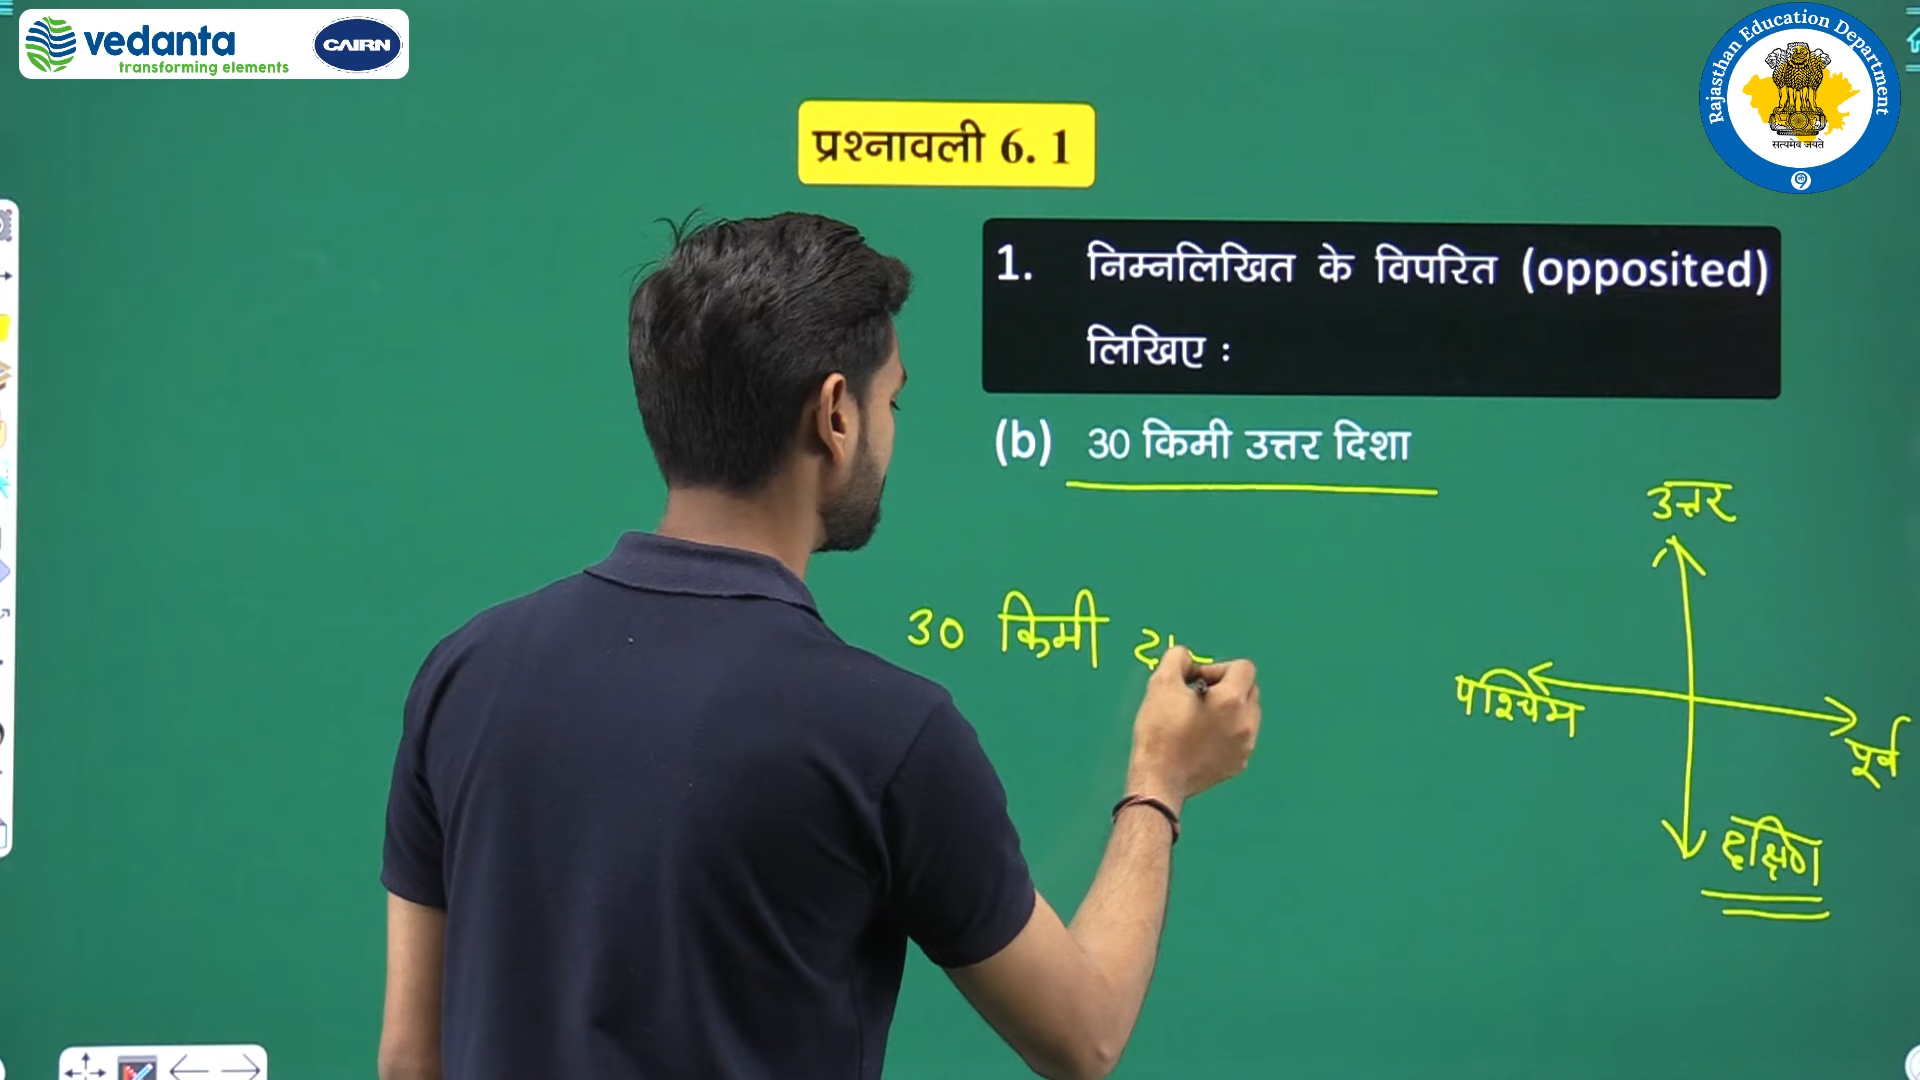 vedanta
transforming elements
CAIRN
Rajasthan Education Department
सत्यमेव जयते
प्रश्नावली 6. 1
1. निम्नलिखित के विपरित (opposited)
लिखिए :
(b) 30 किमी उत्तर दिशा
उत्तर
30 किमी
पश्चिम
पूर्व
दक्षिण